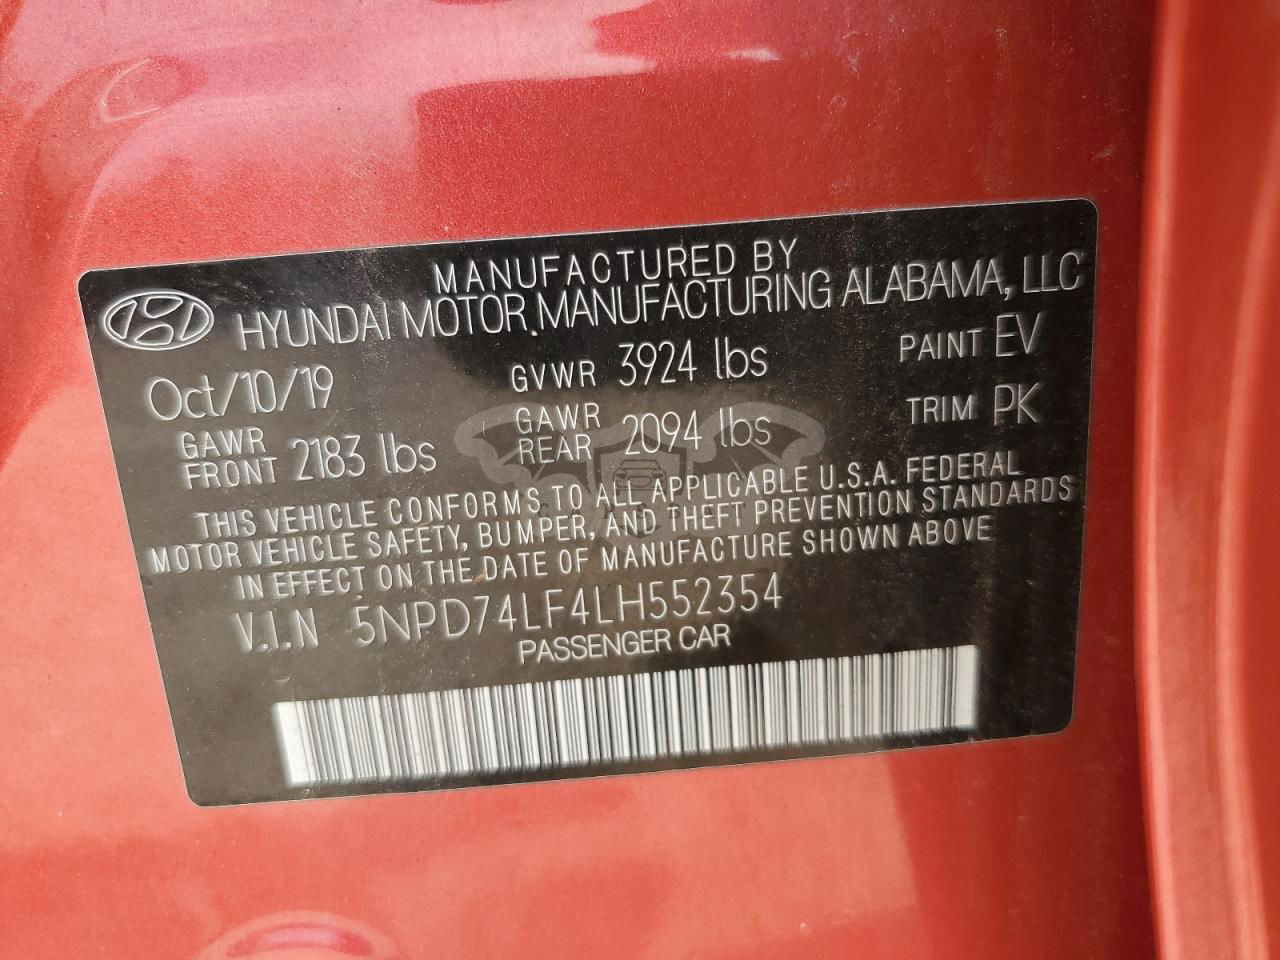 MANUFACTURED BY
HYUNDAI MOTOR MANUFACTURING ALABAMA, LLC
Oct/10/19 GVWR 3924 lbs PAINT EV
GAWR FRONT 2183 lbs GAWR REAR 2094 lbs TRIM PK
THIS VEHICLE CONFORMS TO ALL APPLICABLE U.S.A. FEDERAL
MOTOR VEHICLE SAFETY, BUMPER, AND THEFT PREVENTION STANDARDS
IN EFFECT ON THE DATE OF MANUFACTURE SHOWN ABOVE
V.I.N 5NPD74LF4LH552354
PASSENGER CAR